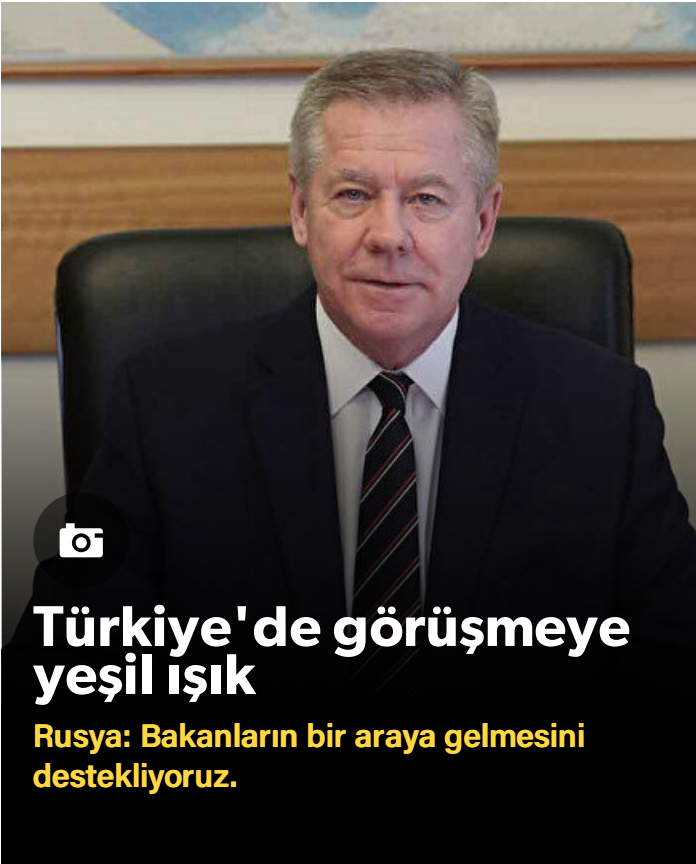 Türkiye'de görüşmeye
yeşil ışık
Rusya: Bakanların bir araya gelmesini
destekliyoruz.